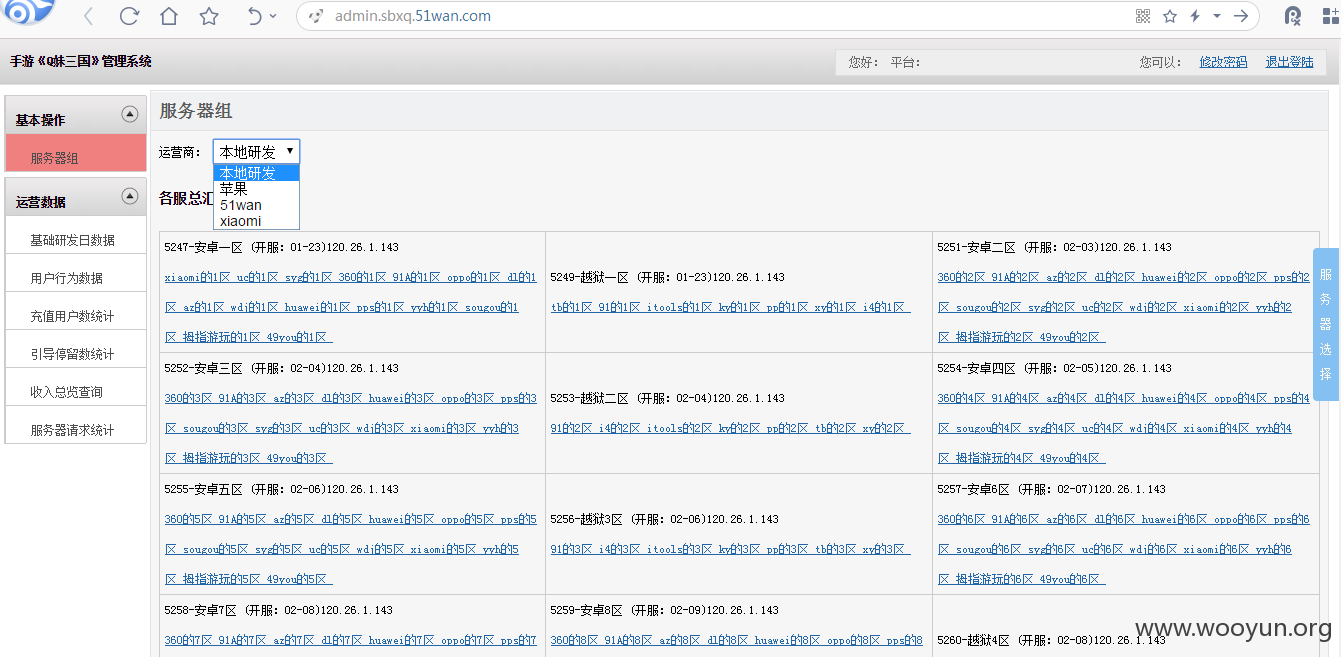 admin.sbxq.51wan.com
手游《Q妹三国》管理系统
您好： 平台：
您可以： 修改密码 退出登陆
基本操作
服务器组
运营数据
基础研发日数据
用户行为数据
充值用户数统计
引导停留数统计
收入总览查询
服务器请求统计
服务器组
运营商：
本地研发
本地研发
苹果
51wan
xiaomi
各服总汇
5247-安卓一区 (开服: 01-23)120.26.1.143
xiaomi的1区 uc的1区 syg的1区 360的1区 91A的1区 oppo的1区 dl的1
区 az的1区 wdj的1区 huawei的1区 pps的1区 yyh的1区 sougou的1
区 拇指游玩的1区 49you的1区
5249-越狱一区 (开服: 01-23)120.26.1.143
tb的1区 91的1区 itools的1区 ky的1区 pp的1区 xy的1区 i4的1区
5251-安卓二区 (开服: 02-03)120.26.1.143
360的2区 91A的2区 az的2区 dl的2区 huawei的2区 oppo的2区 pps的2
区 sougou的2区 syg的2区 uc的2区 wdj的2区 xiaomi的2区 yyh的2
区 拇指游玩的2区 49you的2区
5252-安卓三区 (开服: 02-04)120.26.1.143
360的3区 91A的3区 az的3区 dl的3区 huawei的3区 oppo的3区 pps的3
区 sougou的3区 syg的3区 uc的3区 wdj的3区 xiaomi的3区 yyh的3
区 拇指游玩的3区 49you的3区
5253-越狱二区 (开服: 02-04)120.26.1.143
91的2区 i4的2区 itools的2区 ky的2区 pp的2区 tb的2区 xy的2区
5254-安卓四区 (开服: 02-05)120.26.1.143
360的4区 91A的4区 az的4区 dl的4区 huawei的4区 oppo的4区 pps的4
区 sougou的4区 syg的4区 uc的4区 wdj的4区 xiaomi的4区 yyh的4
区 拇指游玩的4区 49you的4区
5255-安卓五区 (开服: 02-06)120.26.1.143
360的5区 91A的5区 az的5区 dl的5区 huawei的5区 oppo的5区 pps的5
区 sougou的5区 syg的5区 uc的5区 wdj的5区 xiaomi的5区 yyh的5
区 拇指游玩的5区 49you的5区
5256-越狱3区 (开服: 02-06)120.26.1.143
91的3区 i4的3区 itools的3区 ky的3区 pp的3区 tb的3区 xy的3区
5257-安卓6区 (开服: 02-07)120.26.1.143
360的6区 91A的6区 az的6区 dl的6区 huawei的6区 oppo的6区 pps的6
区 sougou的6区 syg的6区 uc的6区 wdj的6区 xiaomi的6区 yyh的6
区 拇指游玩的6区 49you的6区
5258-安卓7区 (开服: 02-08)120.26.1.143
360的7区 91A的7区 az的7区 dl的7区 huawei的7区 oppo的7区 pps的7
5259-安卓8区 (开服: 02-09)120.26.1.143
360的8区 91A的8区 az的8区 dl的8区 huawei的8区 oppo的8区 pps的8
5260-越狱4区 (开服: 02-08)120.26.1.143
服务器选择
www.wooyun.org